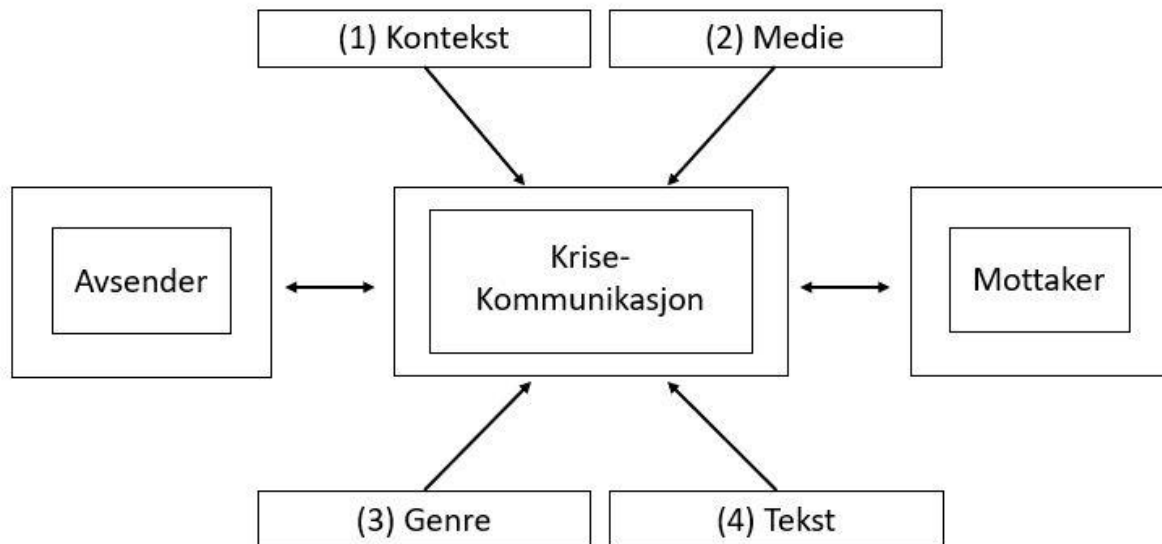 (1) Kontekst
(2) Medie
Avsender
Krise-
Kommunikasjon
Mottaker
(3) Genre
(4) Tekst